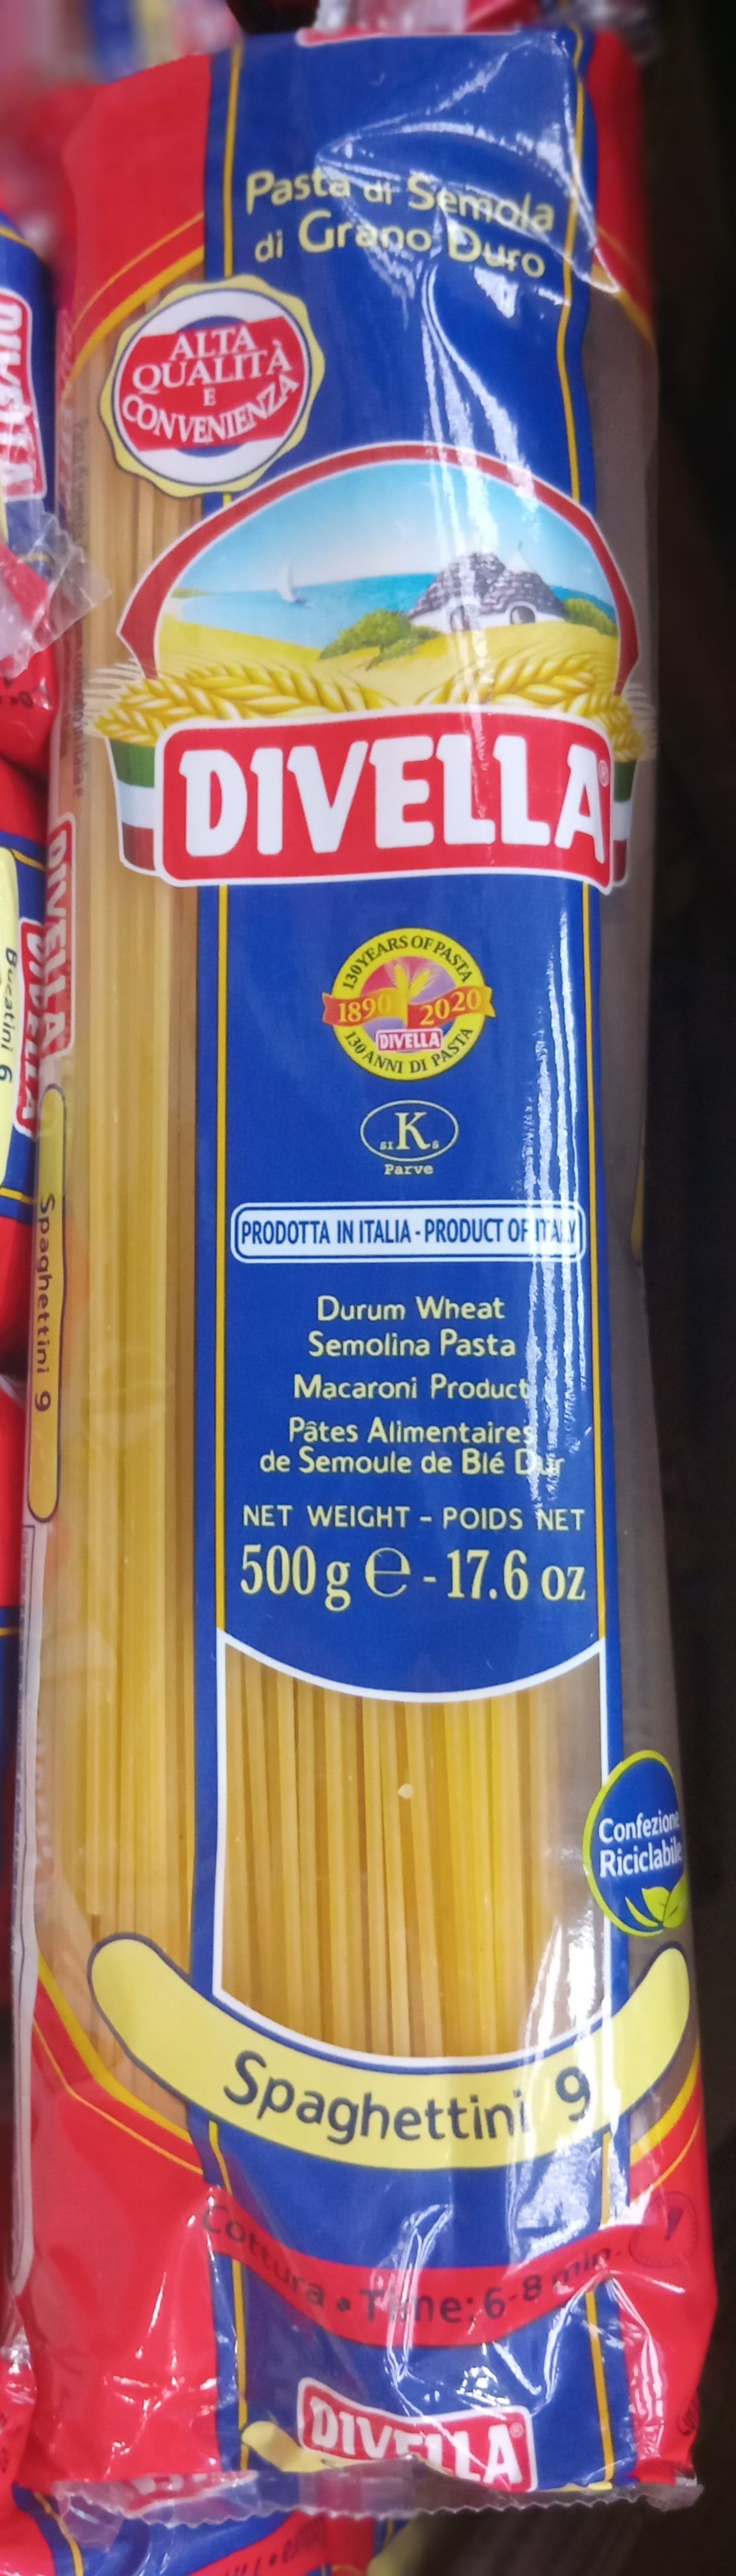 Pasta di Semola
di Grano Duro
ALTA
QUALITÀ
E
CONVENIENZA
DIVELLA®
130 YEARS OF PASTA
1890 2020
DIVELLA
130 ANNI DI PASTA
SI K S
Parve
PRODOTTA IN ITALIA - PRODUCT OF ITALY
Durum Wheat
Semolina Pasta
Macaroni Product
Pâtes Alimentaires
de Semoule de Blé Dur
NET WEIGHT - POIDS NET
500 g ℮ - 17.6 oz
Confezione
Riciclabile
Spaghettini 9
Cottura • Time: 6-8 min.
DIVELLA®
DIVELLA
Spaghettini 9
DIVELLA
DIVELLA
Bucatini 6